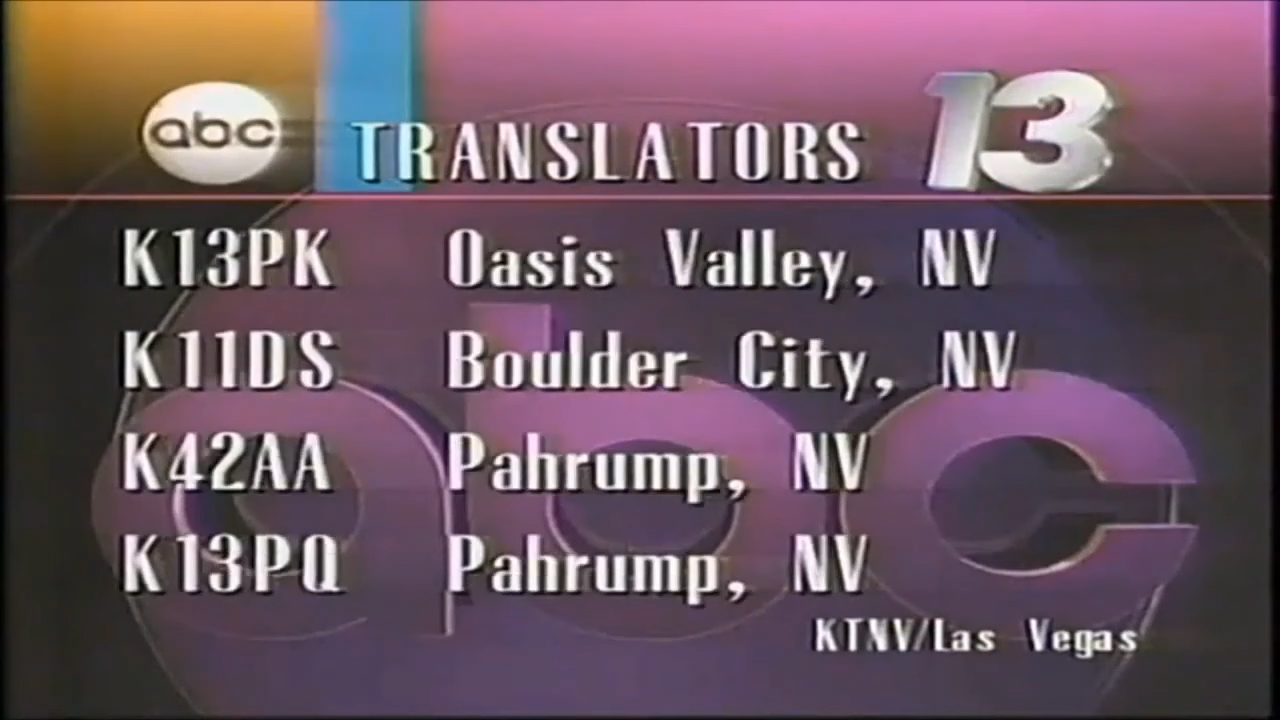 abc TRANSLATORS 13
K13PK Oasis Valley, NV
K11DS Boulder City, NV
K42AA Pahrump, NV
K13PQ Pahrump, NV
KTNV/Las Vegas
abc